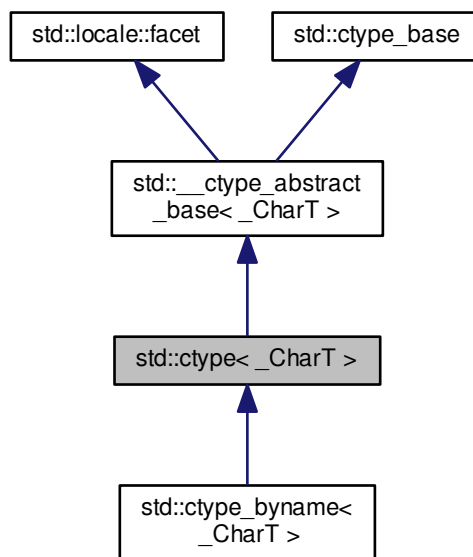 std::locale::facet
std::ctype_base
std::__ctype_abstract
_base< _CharT >
std::ctype< _CharT >
std::ctype_byname<
_CharT >